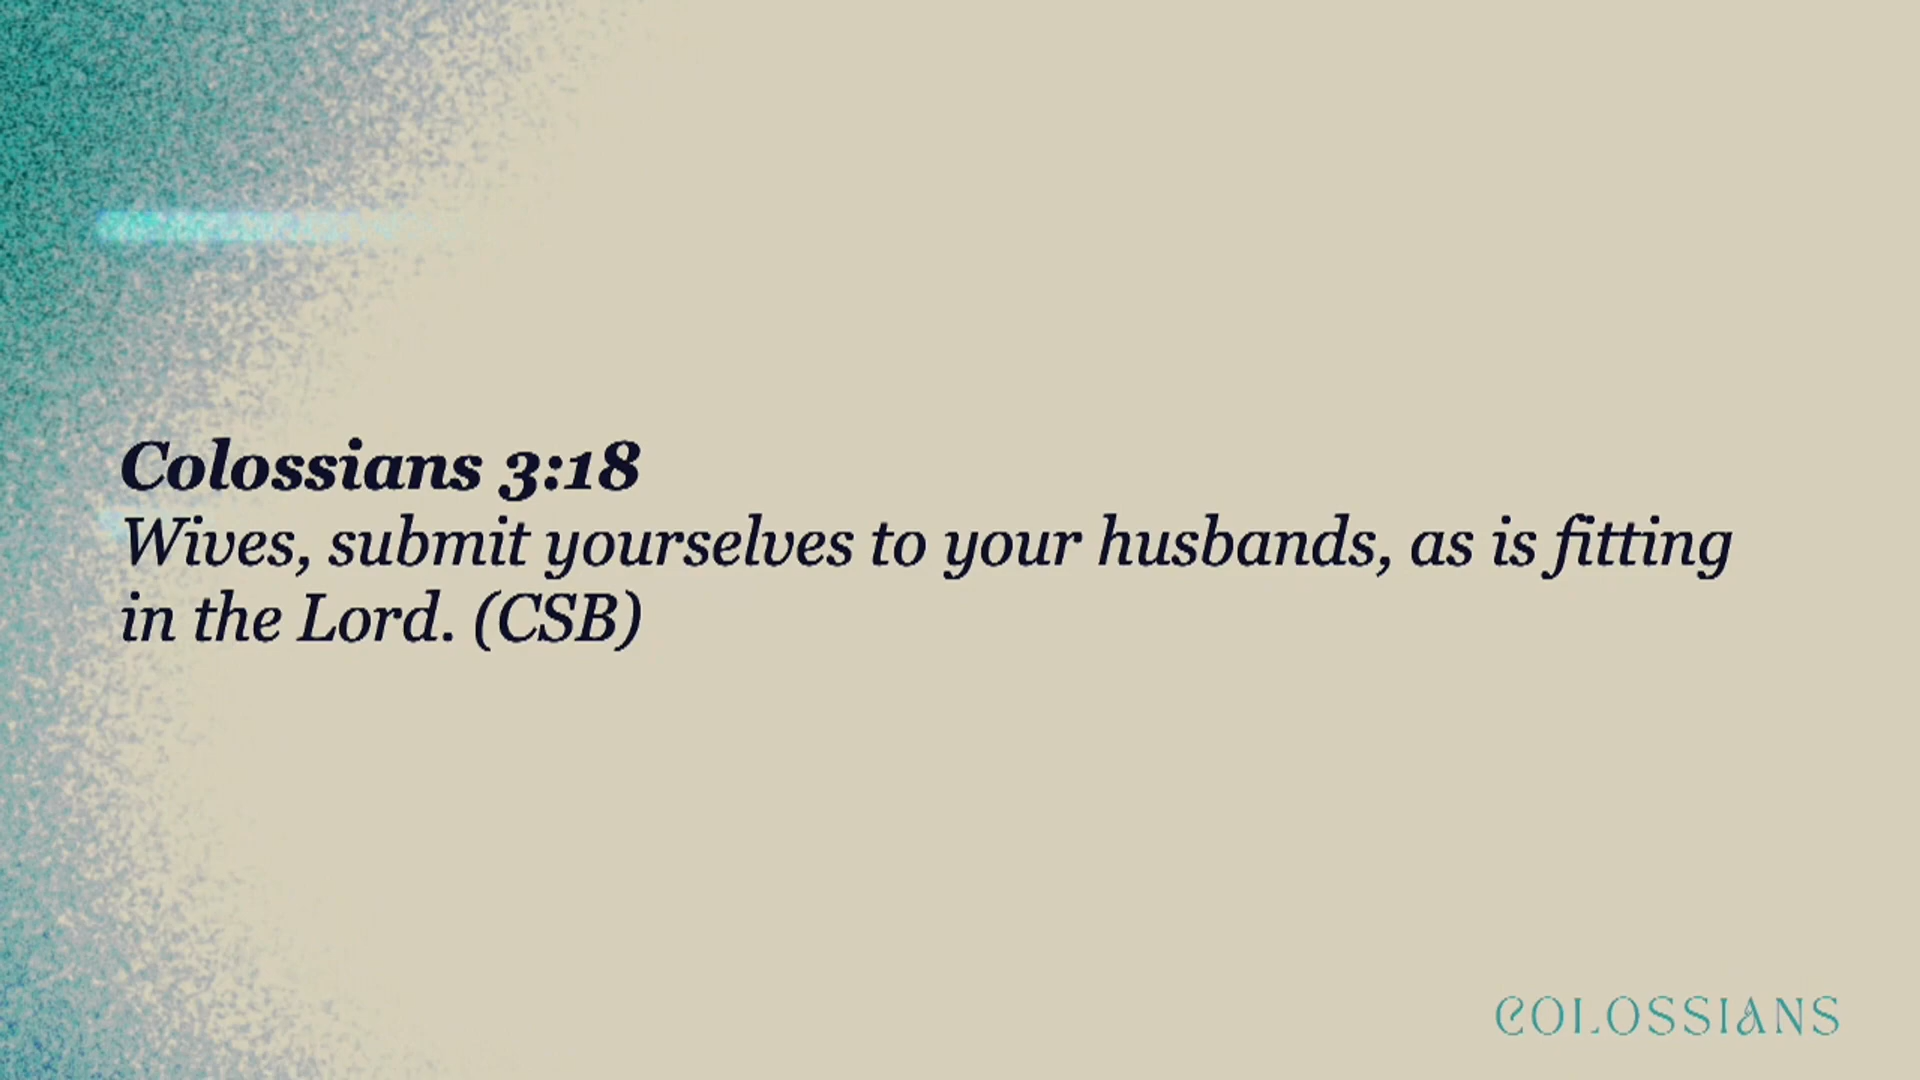 Colossians 3:18
Wives, submit yourselves to your husbands, as is fitting
in the Lord. (CSB)
COLOSSIANS